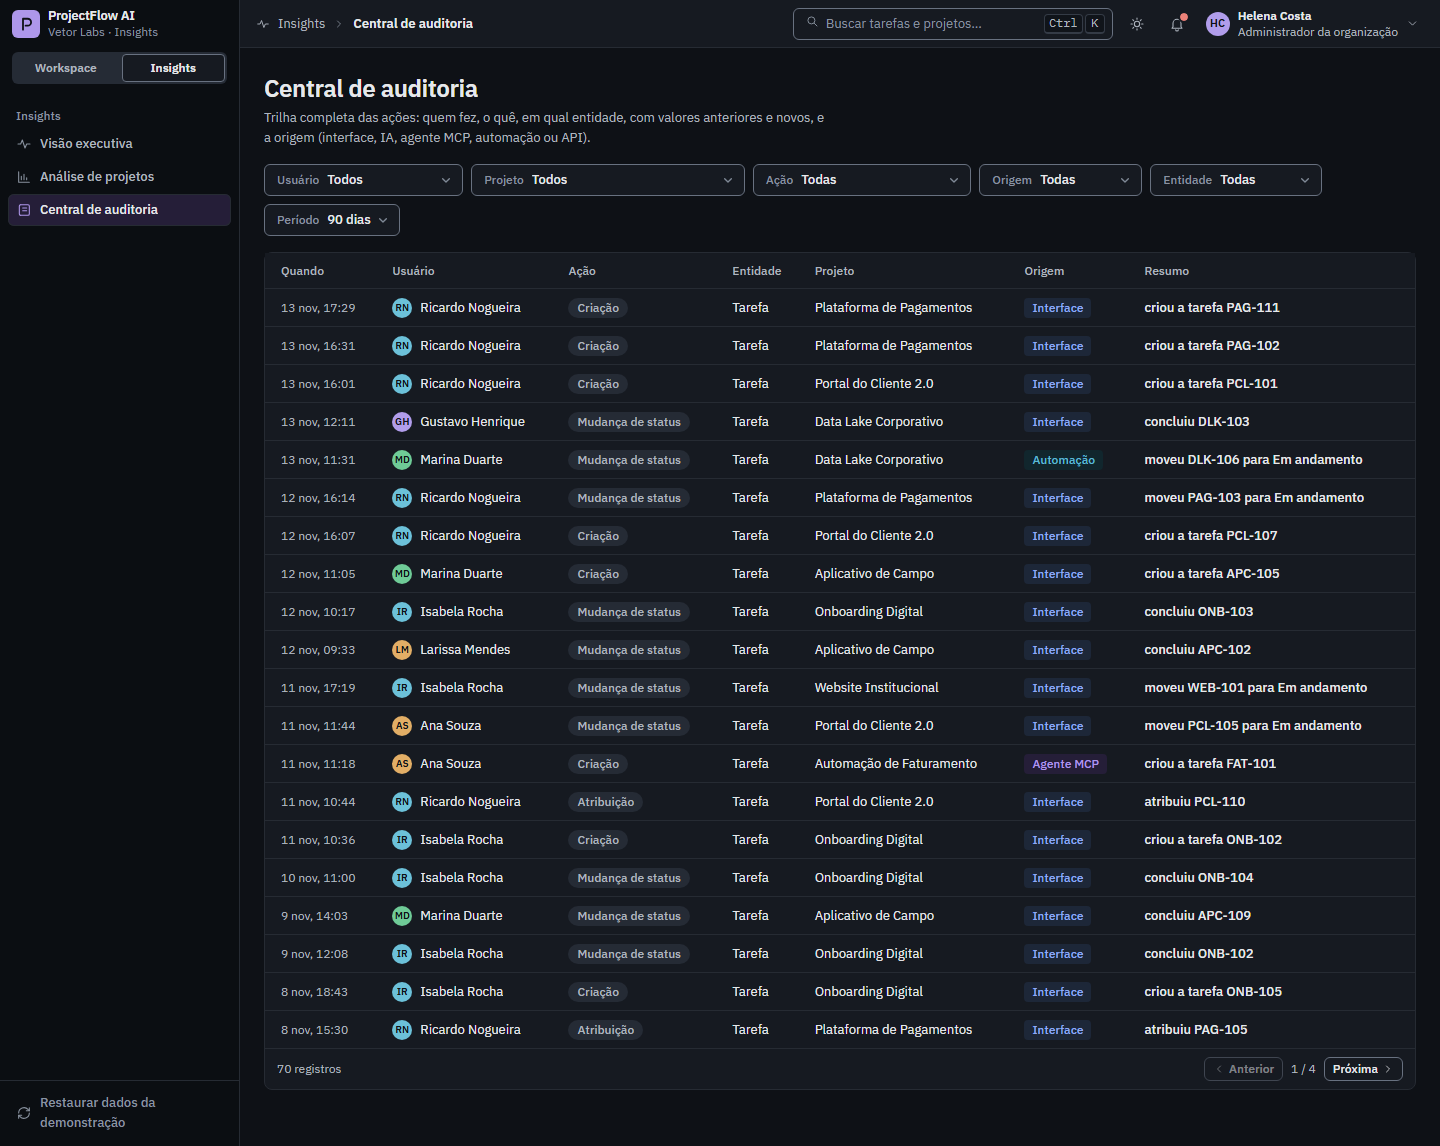 ProjectFlow AI
Vetor Labs · Insights
Workspace
Insights
Insights
Visão executiva
Análise de projetos
Central de auditoria
Restaurar dados da
demonstração
Insights > Central de auditoria
Buscar tarefas e projetos... Ctrl K
HC
Helena Costa
Administrador da organização
Central de auditoria
Trilha completa das ações: quem fez, o quê, em qual entidade, com valores anteriores e novos, e
a origem (interface, IA, agente MCP, automação ou API).
Usuário Todos Projeto Todos Ação Todas Origem Todas Entidade Todas
Período 90 dias
Quando Usuário Ação Entidade Projeto Origem Resumo
13 nov, 17:29 RN Ricardo Nogueira Criação Tarefa Plataforma de Pagamentos Interface criou a tarefa PAG-111
13 nov, 16:31 RN Ricardo Nogueira Criação Tarefa Plataforma de Pagamentos Interface criou a tarefa PAG-102
13 nov, 16:01 RN Ricardo Nogueira Criação Tarefa Portal do Cliente 2.0 Interface criou a tarefa PCL-101
13 nov, 12:11 GH Gustavo Henrique Mudança de status Tarefa Data Lake Corporativo Interface concluiu DLK-103
13 nov, 11:31 MD Marina Duarte Mudança de status Tarefa Data Lake Corporativo Automação moveu DLK-106 para Em andamento
12 nov, 16:14 RN Ricardo Nogueira Mudança de status Tarefa Plataforma de Pagamentos Interface moveu PAG-103 para Em andamento
12 nov, 16:07 RN Ricardo Nogueira Criação Tarefa Portal do Cliente 2.0 Interface criou a tarefa PCL-107
12 nov, 11:05 MD Marina Duarte Criação Tarefa Aplicativo de Campo Interface criou a tarefa APC-105
12 nov, 10:17 IR Isabela Rocha Mudança de status Tarefa Onboarding Digital Interface concluiu ONB-103
12 nov, 09:33 LM Larissa Mendes Mudança de status Tarefa Aplicativo de Campo Interface concluiu APC-102
11 nov, 17:19 IR Isabela Rocha Mudança de status Tarefa Website Institucional Interface moveu WEB-101 para Em andamento
11 nov, 11:44 AS Ana Souza Mudança de status Tarefa Portal do Cliente 2.0 Interface moveu PCL-105 para Em andamento
11 nov, 11:18 AS Ana Souza Criação Tarefa Automação de Faturamento Agente MCP criou a tarefa FAT-101
11 nov, 10:44 RN Ricardo Nogueira Atribuição Tarefa Portal do Cliente 2.0 Interface atribuiu PCL-110
11 nov, 10:36 IR Isabela Rocha Criação Tarefa Onboarding Digital Interface criou a tarefa ONB-102
10 nov, 11:00 IR Isabela Rocha Mudança de status Tarefa Onboarding Digital Interface concluiu ONB-104
9 nov, 14:03 MD Marina Duarte Mudança de status Tarefa Aplicativo de Campo Interface concluiu APC-109
9 nov, 12:08 IR Isabela Rocha Mudança de status Tarefa Onboarding Digital Interface concluiu ONB-102
8 nov, 18:43 IR Isabela Rocha Criação Tarefa Onboarding Digital Interface criou a tarefa ONB-105
8 nov, 15:30 RN Ricardo Nogueira Atribuição Tarefa Plataforma de Pagamentos Interface atribuiu PAG-105
70 registros < Anterior 1 / 4 Próxima >